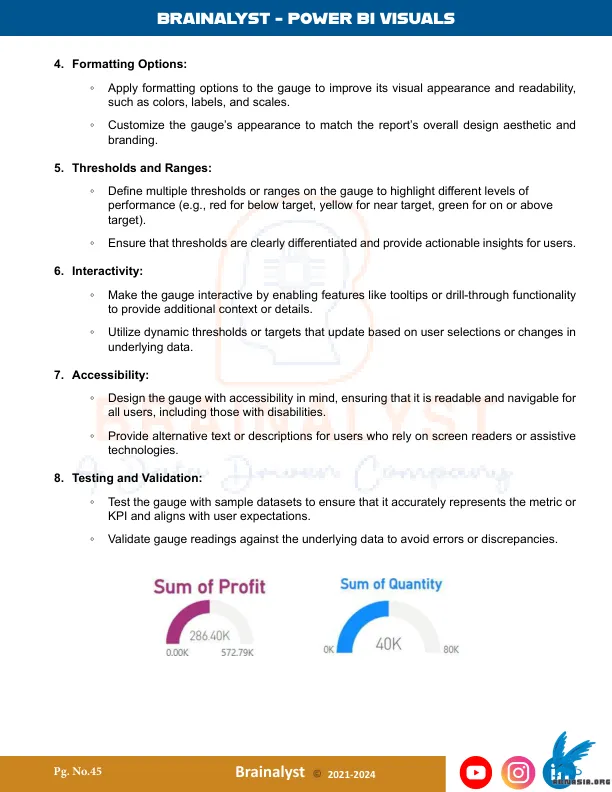 BRAINALYST - POWER BI VISUALS
4. Formatting Options:
◦ Apply formatting options to the gauge to improve its visual appearance and readability,
such as colors, labels, and scales.
◦ Customize the gauge's appearance to match the report's overall design aesthetic and
branding.
5. Thresholds and Ranges:
◦ Define multiple thresholds or ranges on the gauge to highlight different levels of
performance (e.g., red for below target, yellow for near target, green for on or above
target).
◦ Ensure that thresholds are clearly differentiated and provide actionable insights for users.
6. Interactivity:
◦ Make the gauge interactive by enabling features like tooltips or drill-through functionality
to provide additional context or details.
◦ Utilize dynamic thresholds or targets that update based on user selections or changes in
underlying data.
7. Accessibility:
◦ Design the gauge with accessibility in mind, ensuring that it is readable and navigable for
all users, including those with disabilities.
◦ Provide alternative text or descriptions for users who rely on screen readers or assistive
technologies.
8. Testing and Validation:
◦ Test the gauge with sample datasets to ensure that it accurately represents the metric or
KPI and aligns with user expectations.
◦ Validate gauge readings against the underlying data to avoid errors or discrepancies.
BRAINALYST
A Data Driven Company
Sum of Profit
286.40K
0.00K 572.79K
Sum of Quantity
40K
0K 80K
Pg. No.45
Brainalyst © 2021-2024
in